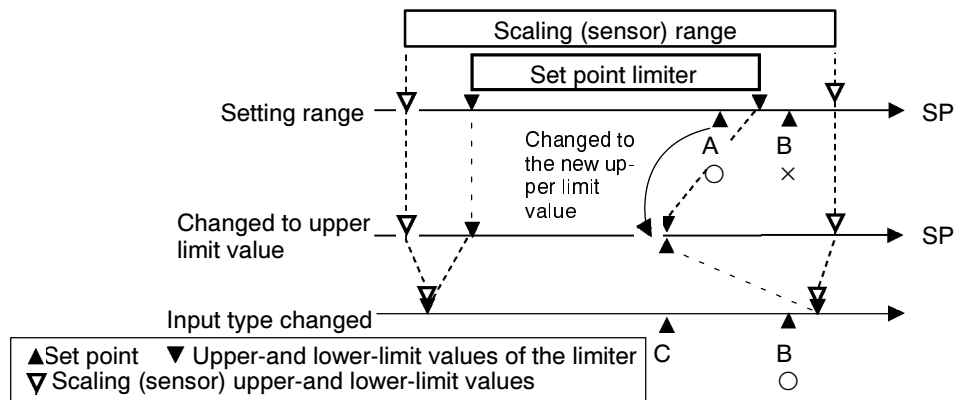 Scaling (sensor) range
Set point limiter
Setting range
SP
A
B
Changed to
the new up-
per limit
value
○
×
Changed to upper
limit value
SP
Input type changed
C
B
○
▲Set point ▼ Upper-and lower-limit values of the limiter
▽ Scaling (sensor) upper-and lower-limit values